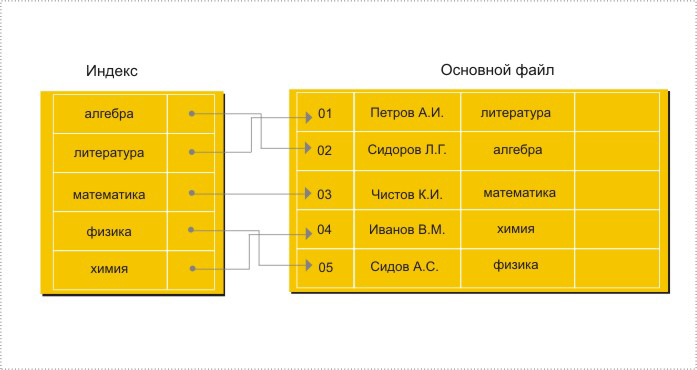 Индекс
Основной файл
алгебра
литература
математика
физика
химия
01 Петров А.И. литература
02 Сидоров Л.Г. алгебра
03 Чистов К.И. математика
04 Иванов В.М. химия
05 Сидов А.С. физика